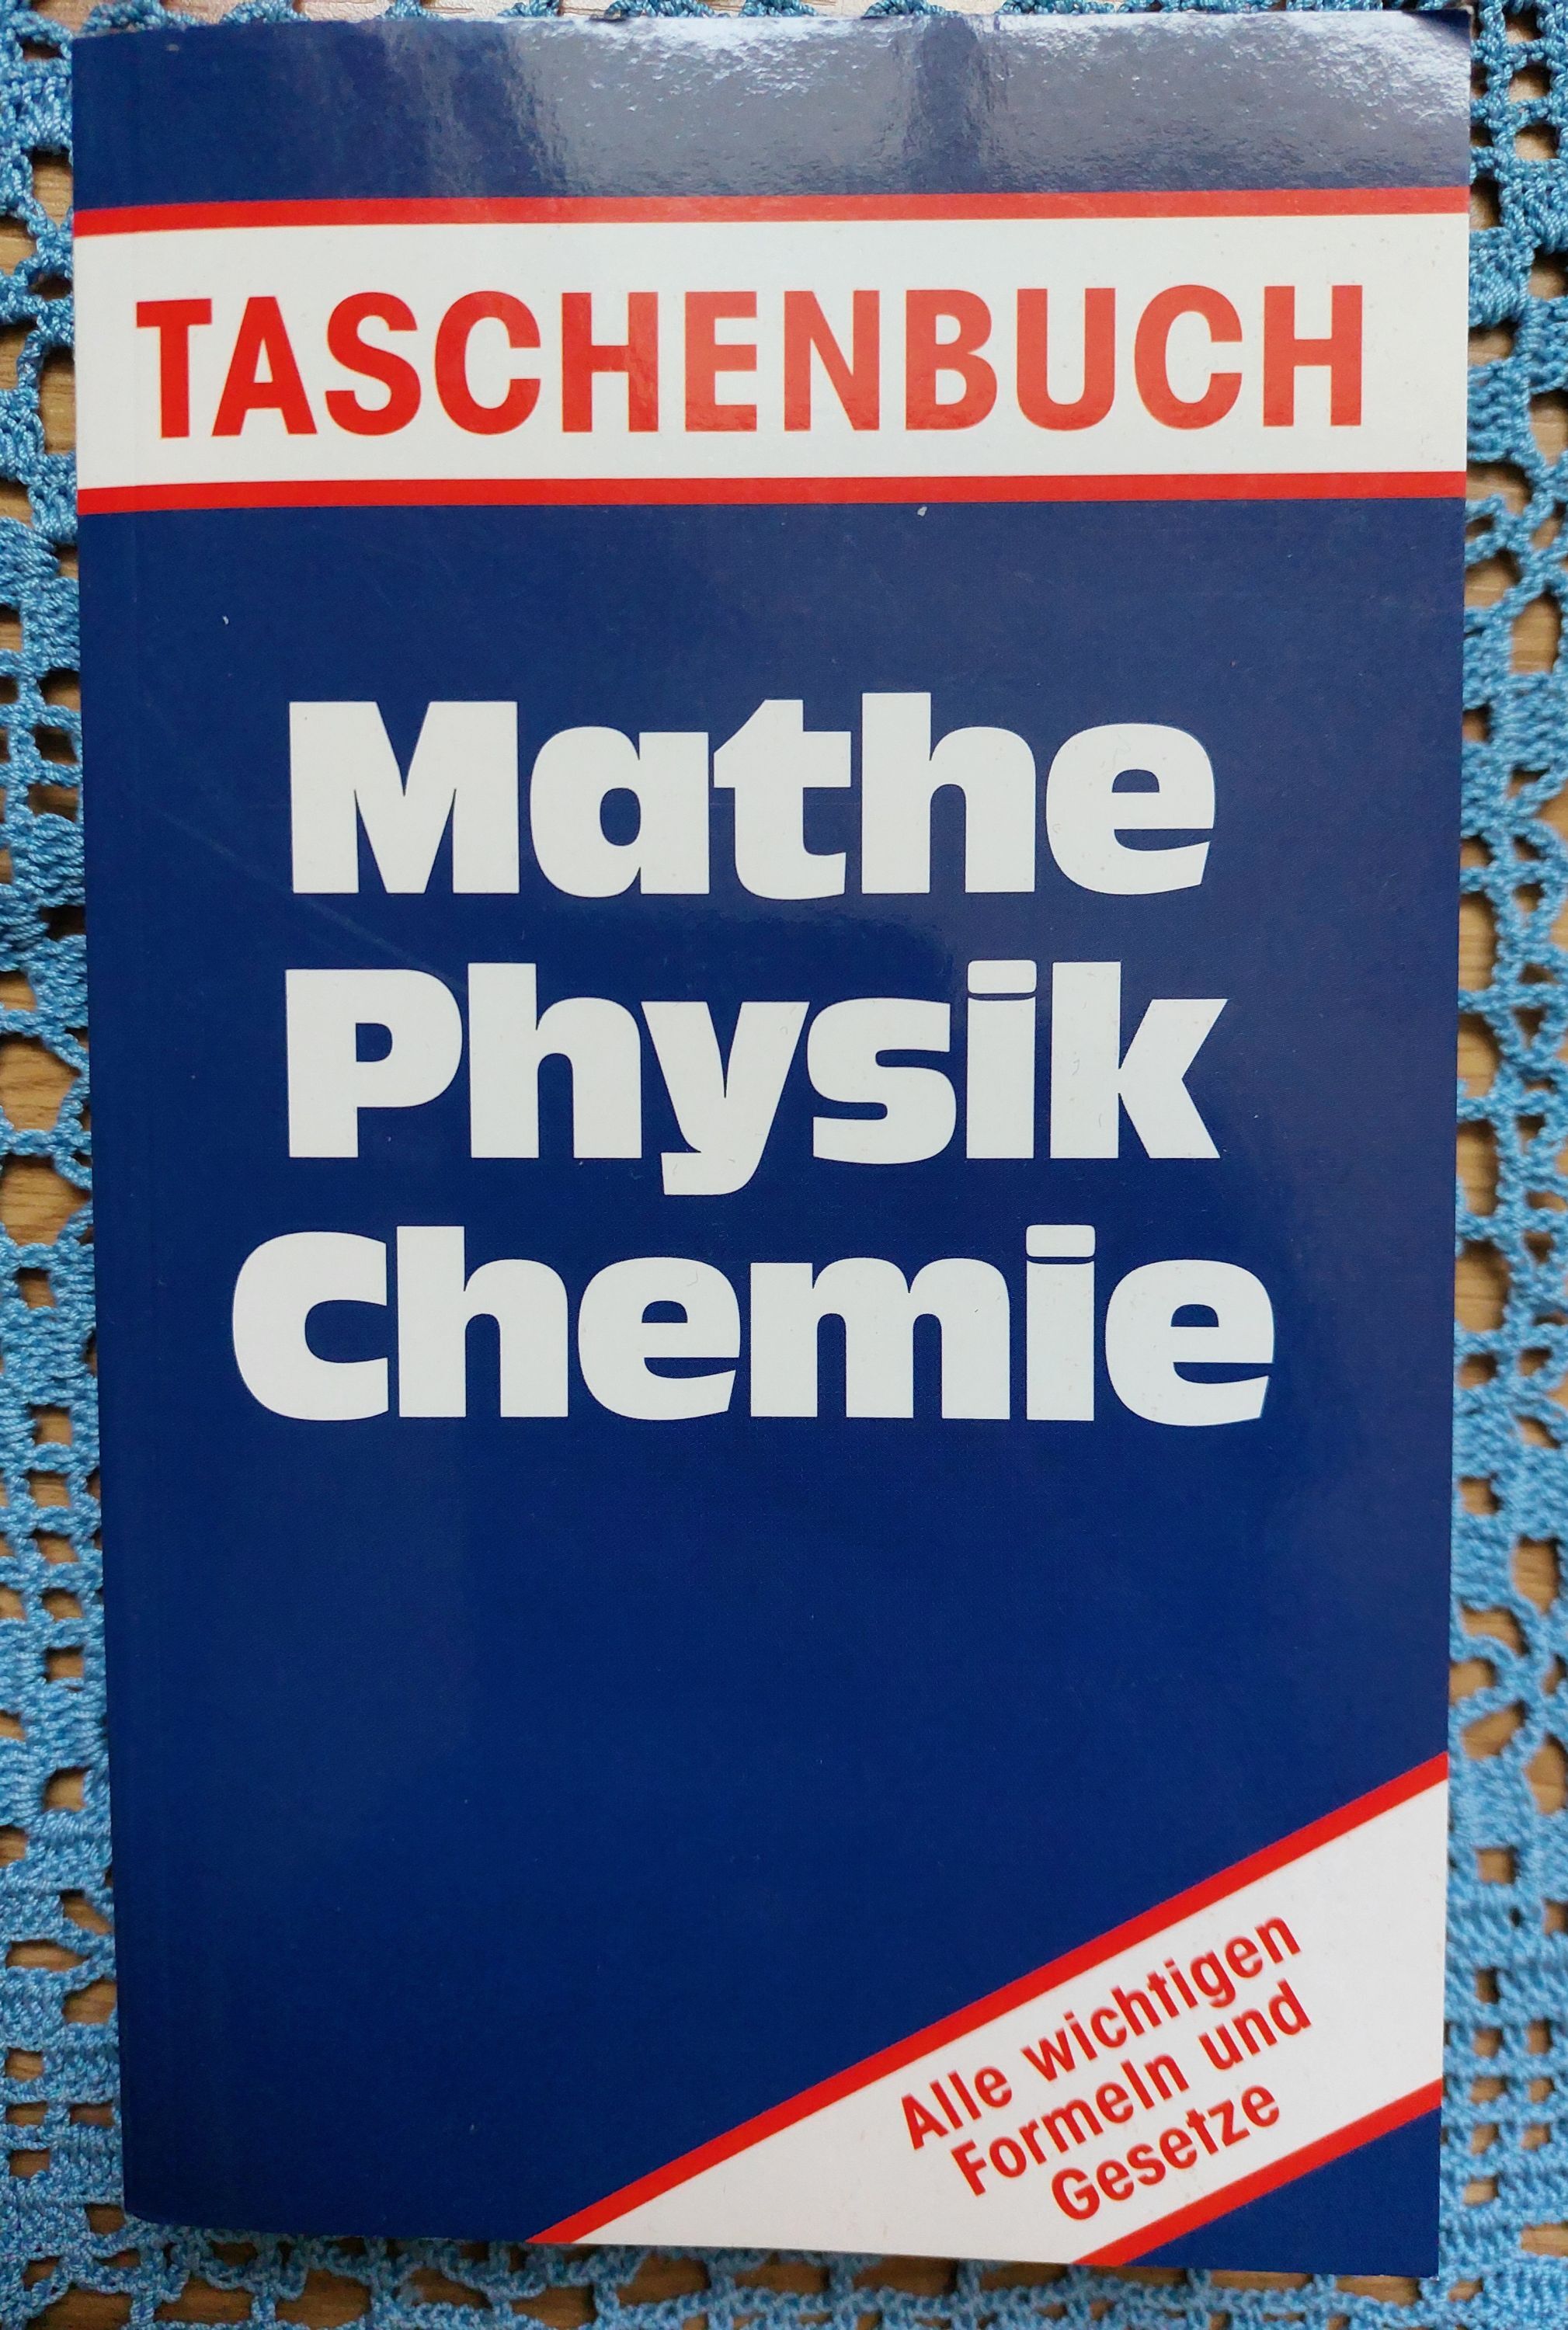 TASCHENBUCH
Mathe
Physik
Chemie
Alle wichtigen
Formeln und
Gesetze